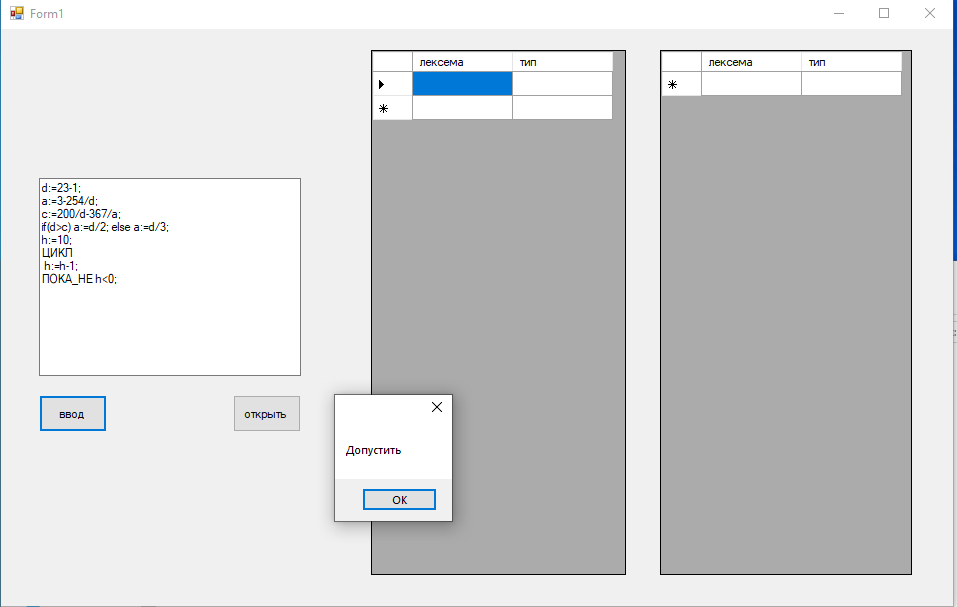 Form1
лексема тип
лексема тип
d:=23-1;
a:=3-254/d;
c:=200/d-367/a;
if(d>c) a:=d/2; else a:=d/3;
h:=10;
ЦИКЛ
h:=h-1;
ПОКА_НЕ h<0;
ввод
открыть
Допустить
OK